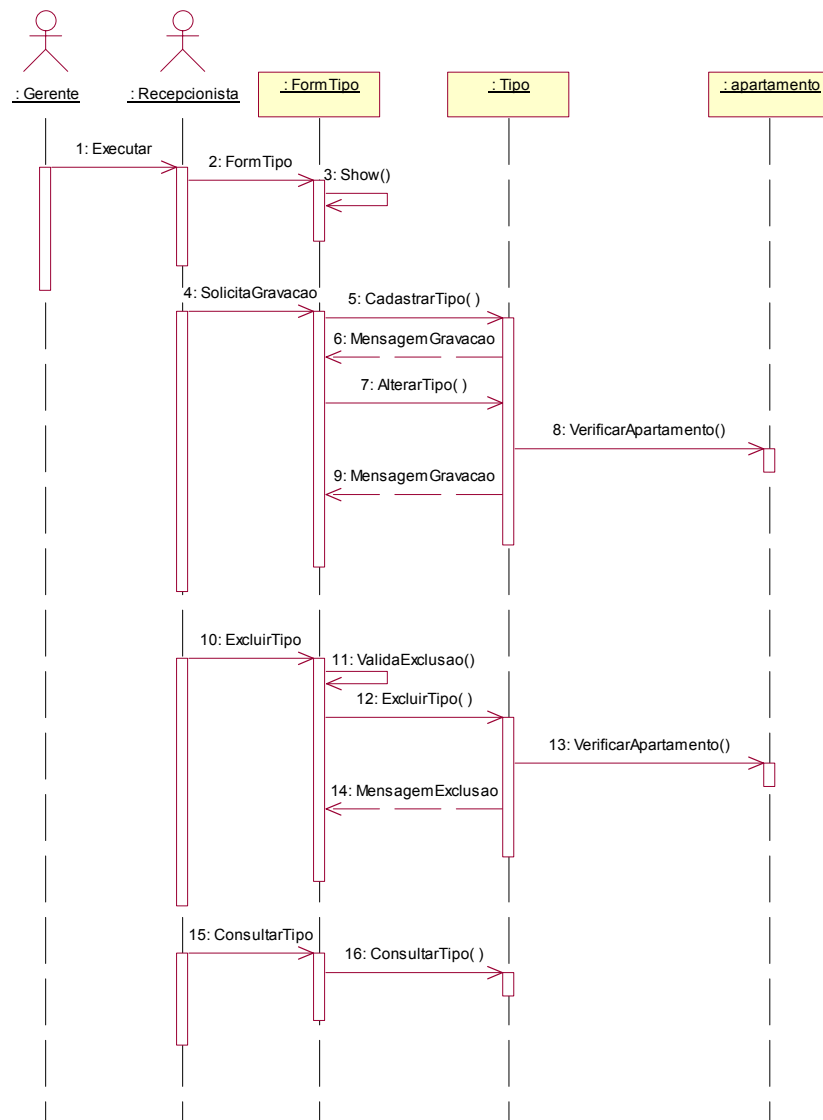 : Gerente
: Recepcionista
: FormTipo
: Tipo
: apartamento
1: Executar
2: FormTipo
3: Show()
4: SolicitaGravacao
5: CadastrarTipo( )
6: MensagemGravacao
7: AlterarTipo( )
8: VerificarApartamento()
9: MensagemGravacao
10: ExcluirTipo
11: ValidaExclusao()
12: ExcluirTipo( )
13: VerificarApartamento()
14: MensagemExclusao
15: ConsultarTipo
16: ConsultarTipo( )